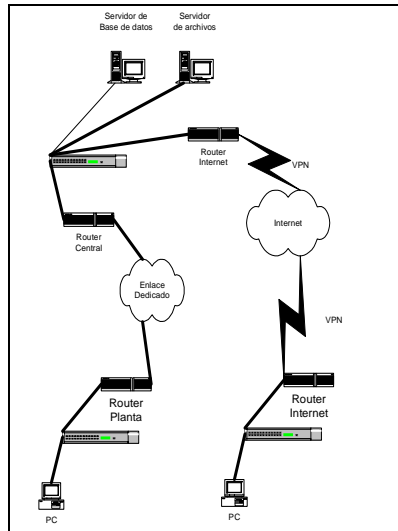 Servidor de
Base de datos
Servidor
de archivos
Router
Internet
VPN
Router
Central
Internet
Enlace
Dedicado
VPN
Router
Planta
Router
Internet
PC
PC